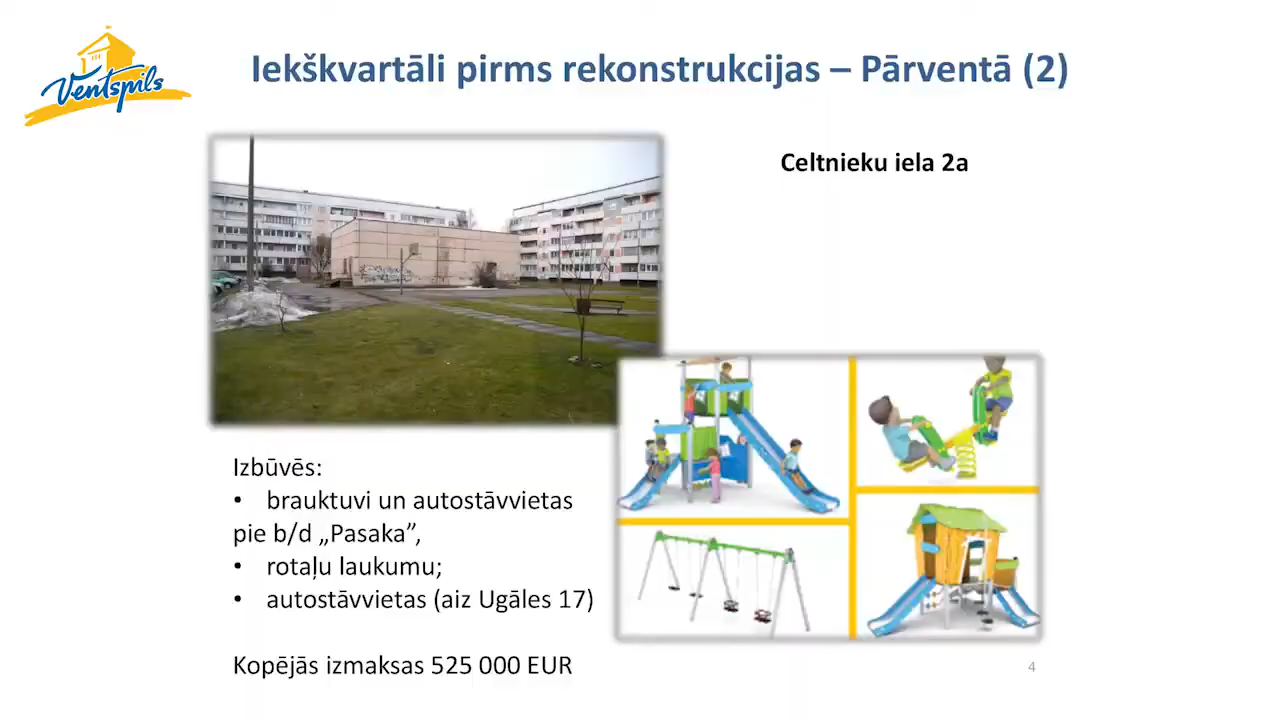 Ventspils
Iekškvartāli pirms rekonstrukcijas – Pārventā (2)
Celtnieku iela 2a
Izbūvēs:
• brauktuvi un autostāvvietas
pie b/d „Pasaka”,
• rotaļu laukumu;
• autostāvvietas (aiz Ugāles 17)
Kopējās izmaksas 525 000 EUR
4